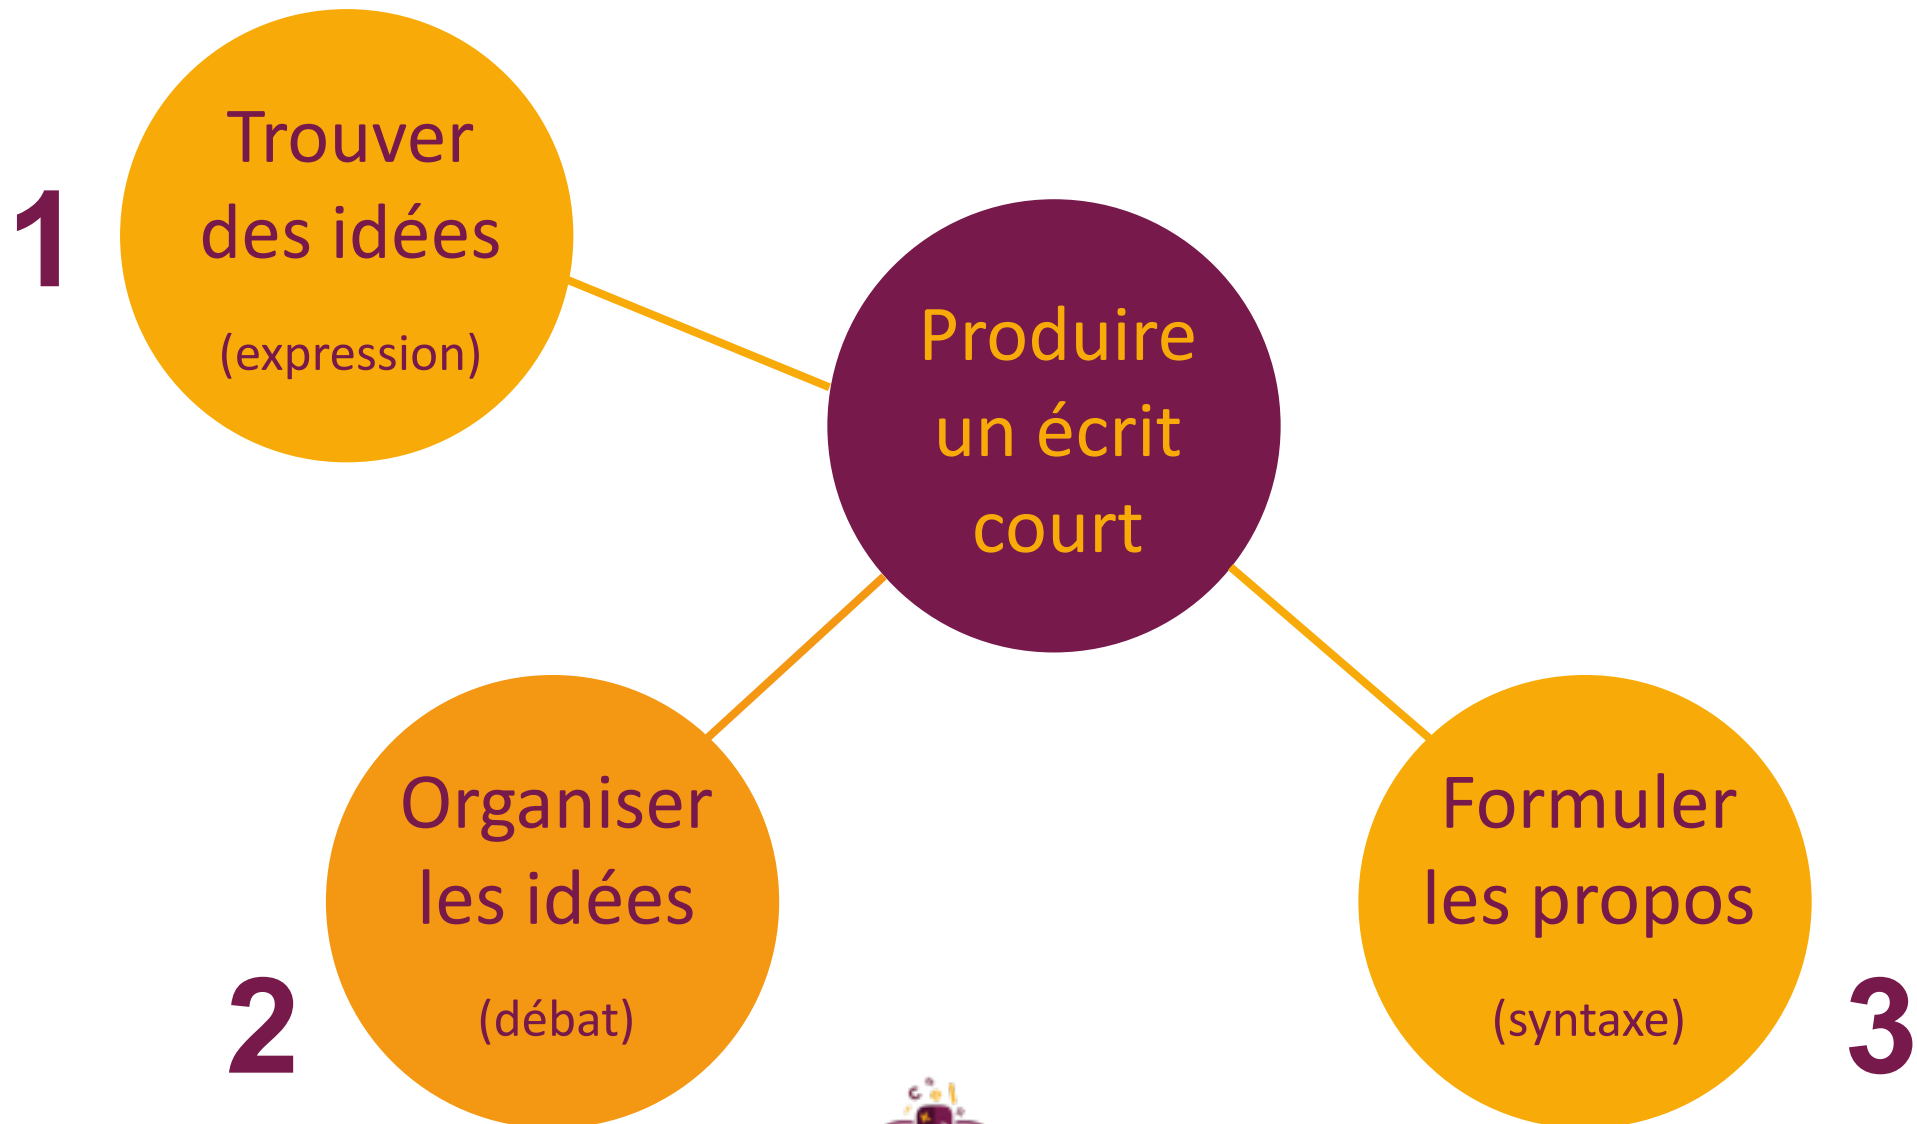 1
Trouver
des idées
(expression)
Produire
un écrit
court
2
Organiser
les idées
(débat)
Formuler
les propos
(syntaxe)
3